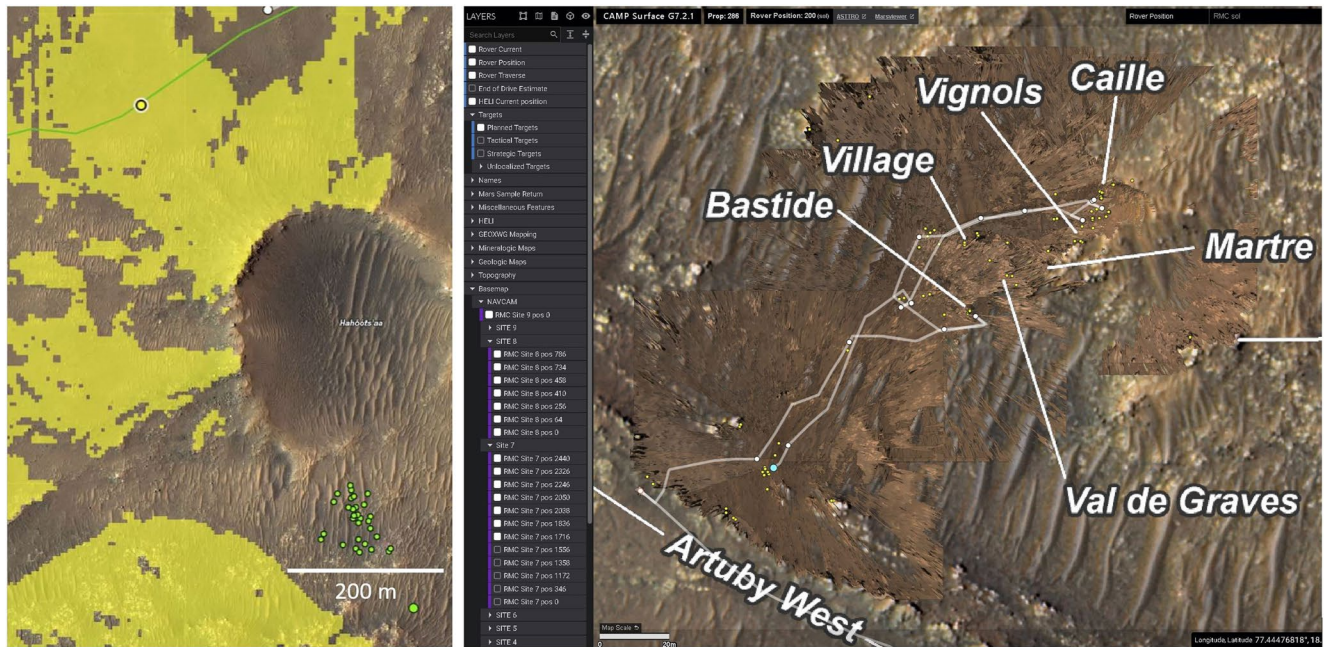 Hahóots'aa
200 m
LAYERS
CAMP Surface G7.2.1
Prop: 286
Rover Position: 200 (sol)
ASTTRO
Marsviewer
Rover Position
RMC sol
Search Layers
Rover Current
Rover Position
Rover Traverse
End of Drive Estimate
HELI Current position
Targets
Planned Targets
Tactical Targets
Strategic Targets
Unlocalized Targets
Names
Mars Sample Return
Miscellaneous Features
HELI
GEOXWG Mapping
Mineralogic Maps
Geologic Maps
Topography
Basemap
NAVCAM
RMC Site 9 pos 0
SITE 9
SITE 8
RMC Site 8 pos 786
RMC Site 8 pos 734
RMC Site 8 pos 458
RMC Site 8 pos 410
RMC Site 8 pos 256
RMC Site 8 pos 64
RMC Site 8 pos 0
Site 7
RMC Site 7 pos 2440
RMC Site 7 pos 2326
RMC Site 7 pos 2246
RMC Site 7 pos 2050
RMC Site 7 pos 2038
RMC Site 7 pos 1836
RMC Site 7 pos 1716
RMC Site 7 pos 1556
RMC Site 7 pos 1358
RMC Site 7 pos 1172
RMC Site 7 pos 346
RMC Site 7 pos 0
SITE 6
SITE 5
SITE 4
Vignols
Caille
Village
Bastide
Martre
Val de Graves
Artuby West
Map Scale
0
20m
Longitude, Latitude 77.44476818°, 18.